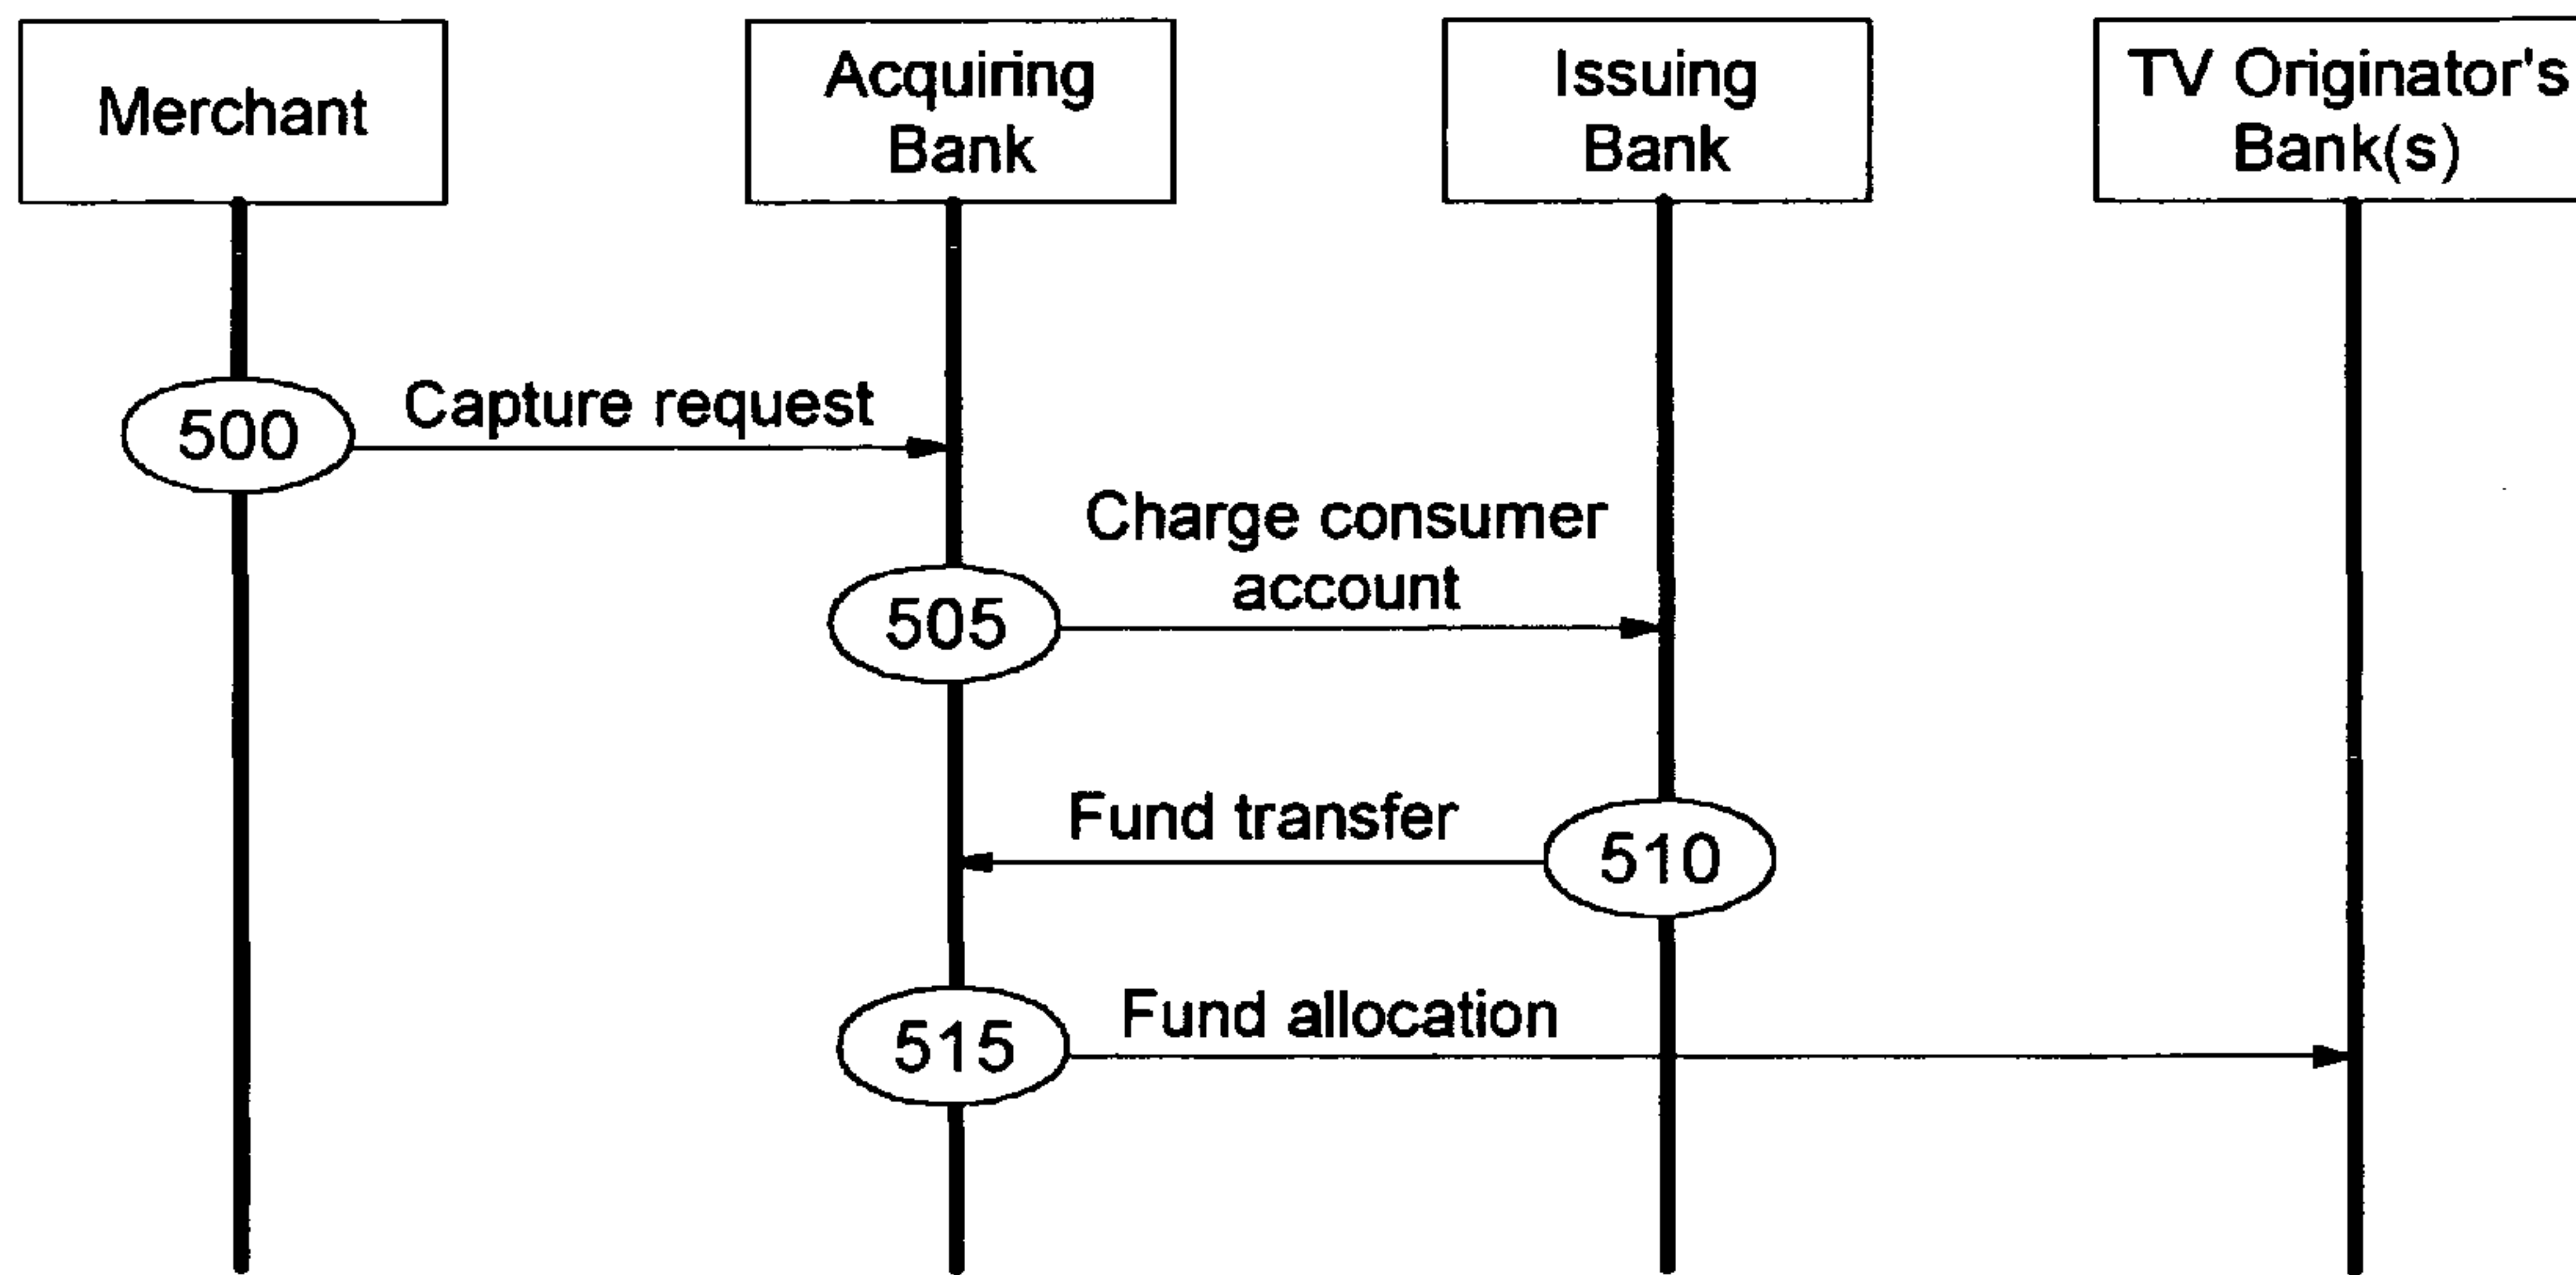 Merchant
Acquiring
Bank
Issuing
Bank
TV Originator's
Bank(s)
500
Capture request
Charge consumer
account
505
Fund transfer
510
515
Fund allocation